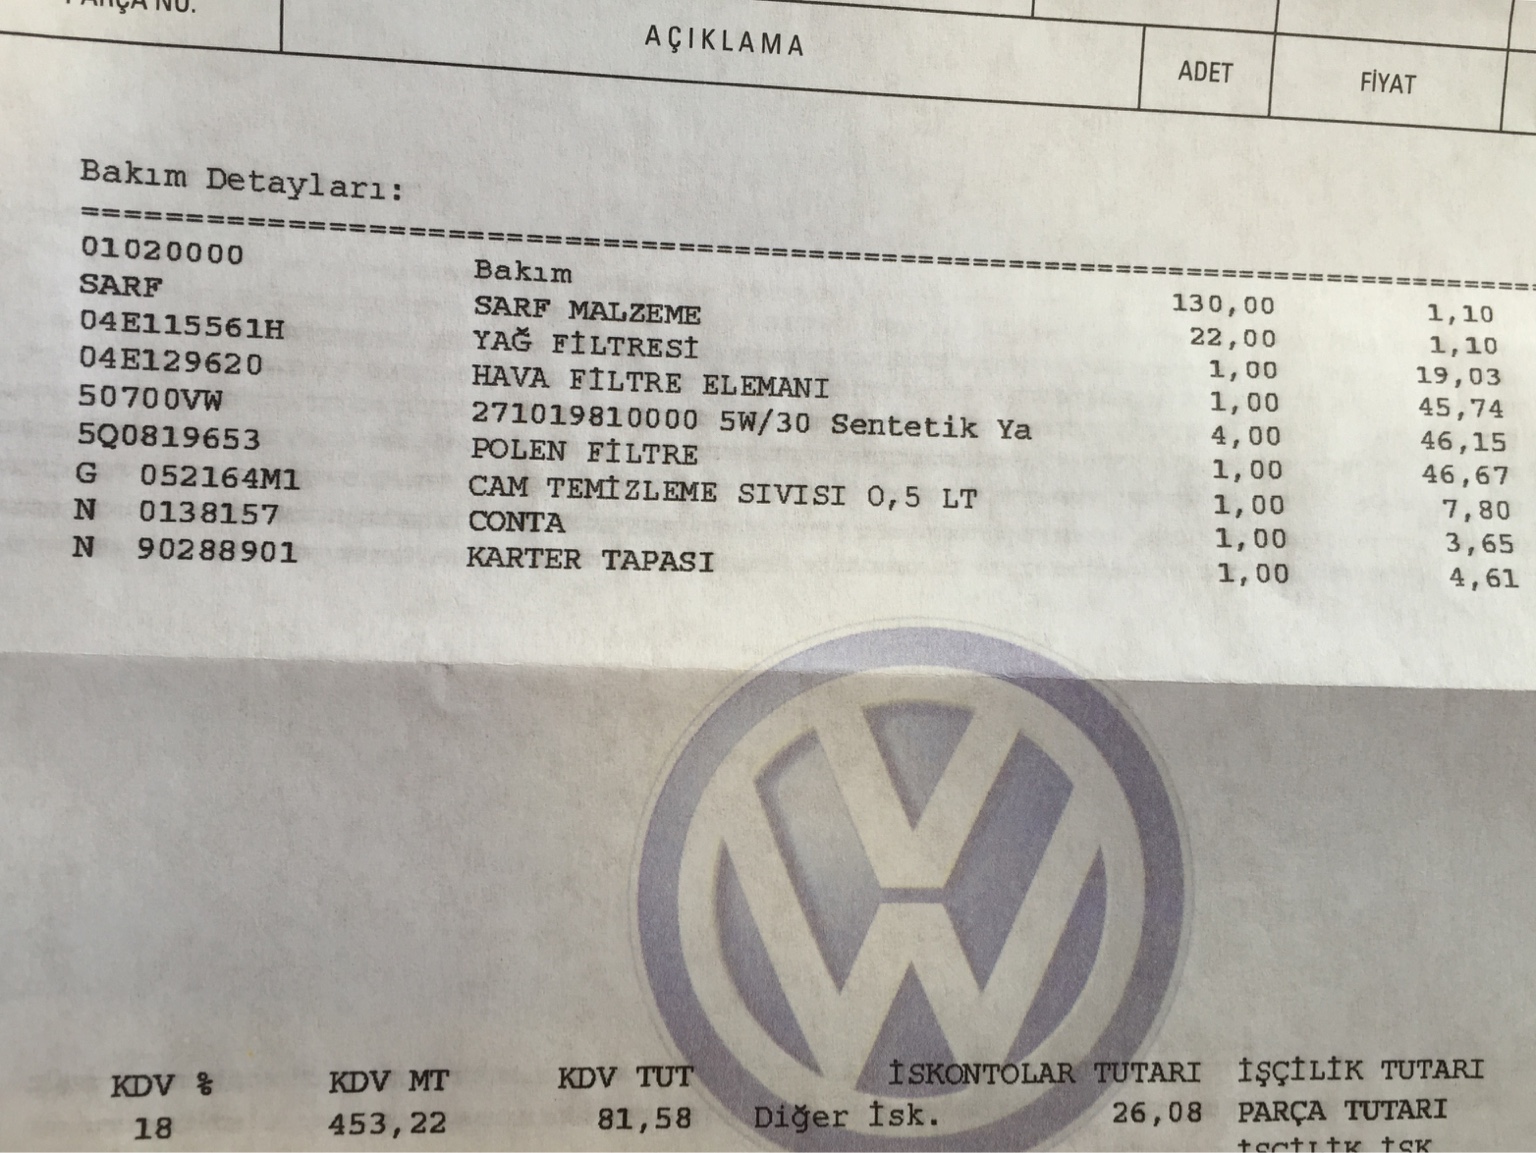 PARÇA NO. AÇIKLAMA ADET FİYAT
Bakım Detayları:
================================================================================
01020000 Bakım 130,00 1,10
SARF SARF MALZEME 22,00 1,10
04E115561H YAĞ FİLTRESİ 1,00 19,03
04E129620 HAVA FİLTRE ELEMANI 1,00 45,74
50700VW 271019810000 5W/30 Sentetik Ya 4,00 46,15
5Q0819653 POLEN FİLTRE 1,00 46,67
G 052164M1 CAM TEMİZLEME SIVISI 0,5 LT 1,00 7,80
N 0138157 CONTA 1,00 3,65
N 90288901 KARTER TAPASI 1,00 4,61
KDV % KDV MT KDV TUT İSKONTOLAR TUTARI İŞÇİLİK TUTARI
18 453,22 81,58 Diğer İsk. 26,08 PARÇA TUTARI
İŞÇİLİK İSK